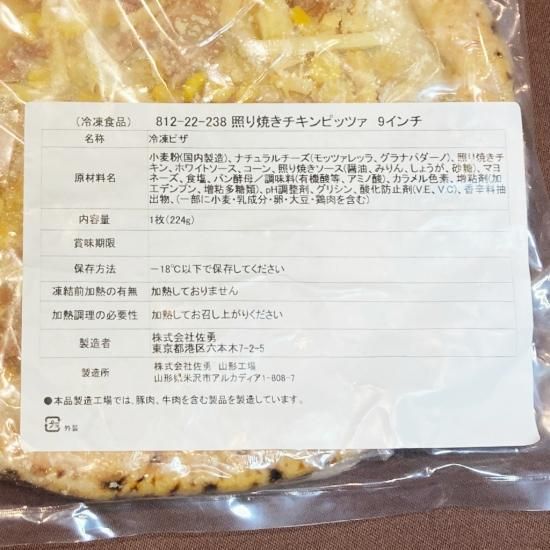 (冷凍食品) 812-22-238 照り焼きチキンピッツァ 9インチ
名称 冷凍ピザ
原材料名 小麦粉(国内製造)、ナチュラルチーズ(モッツァレッラ、グラナパダーノ)、照り焼きチ
キン、ホワイトソース、コーン、照り焼きソース(醤油、みりん、しょうが、砂糖)、マヨ
ネーズ、食塩、パン酵母/調味料(有機酸等、アミノ酸)、カラメル色素、増粘剤(加
工デンプン、増粘多糖類)、pH調整剤、グリシン、酸化防止剤(V.E、V.C)、香辛料抽
出物、(一部に小麦・乳成分・卵・大豆・鶏肉を含む)
内容量 1枚(224g)
賞味期限
保存方法 -18℃以下で保存してください
凍結前加熱の有無 加熱しておりません
加熱調理の必要性 加熱してお召し上がりください
製造者 株式会社佐勇
東京都港区六本木7-2-5
製造所 株式会社佐勇 山形工場
山形県米沢市アルカディア1-808-7
●本品製造工場では、豚肉、牛肉を含む製品を製造しています。
プラ 外装